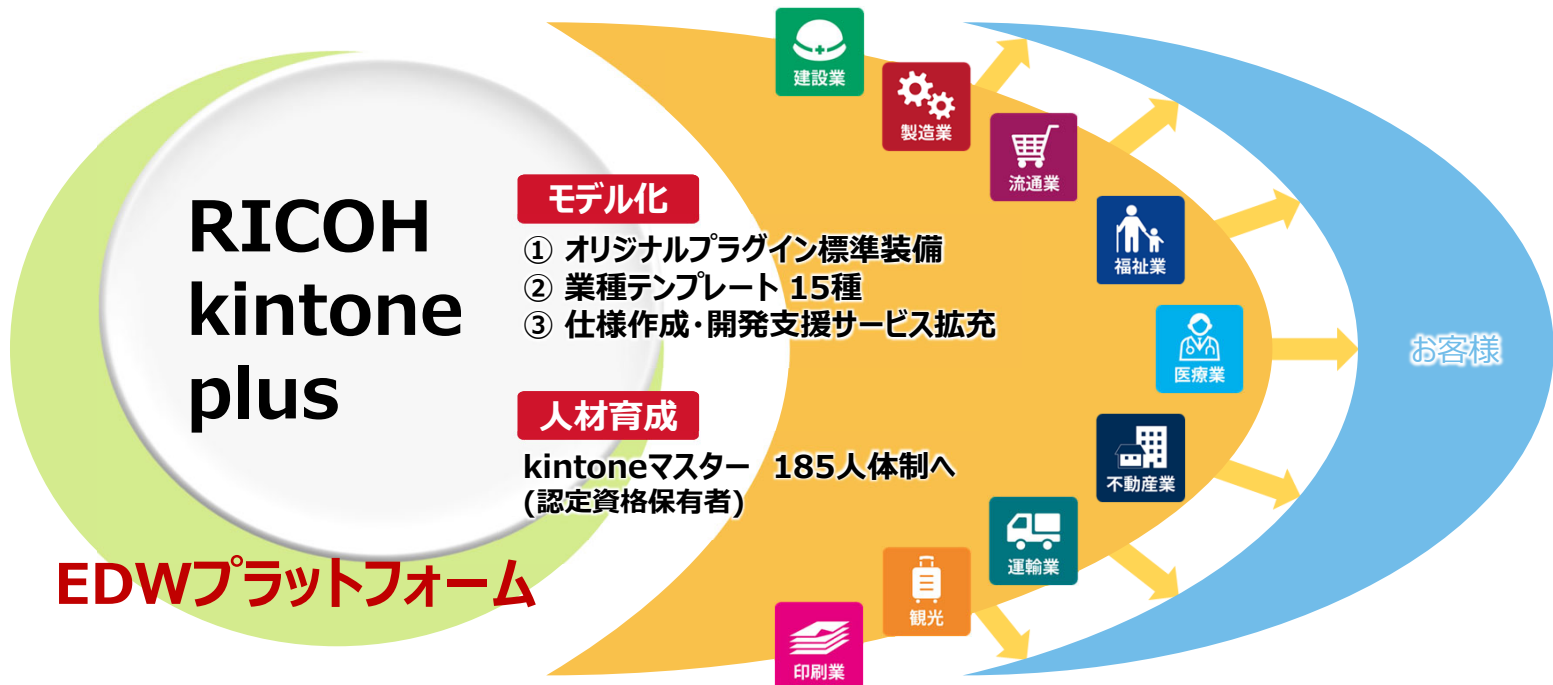 RICOH
kintone
plus
EDWプラットフォーム
モデル化
① オリジナルプラグイン標準装備
② 業種テンプレート 15種
③ 仕様作成・開発支援サービス拡充
人材育成
kintoneマスター 185人体制へ
(認定資格保有者)
建設業
製造業
流通業
福祉業
医療業
不動産業
運輸業
観光
印刷業
お客様